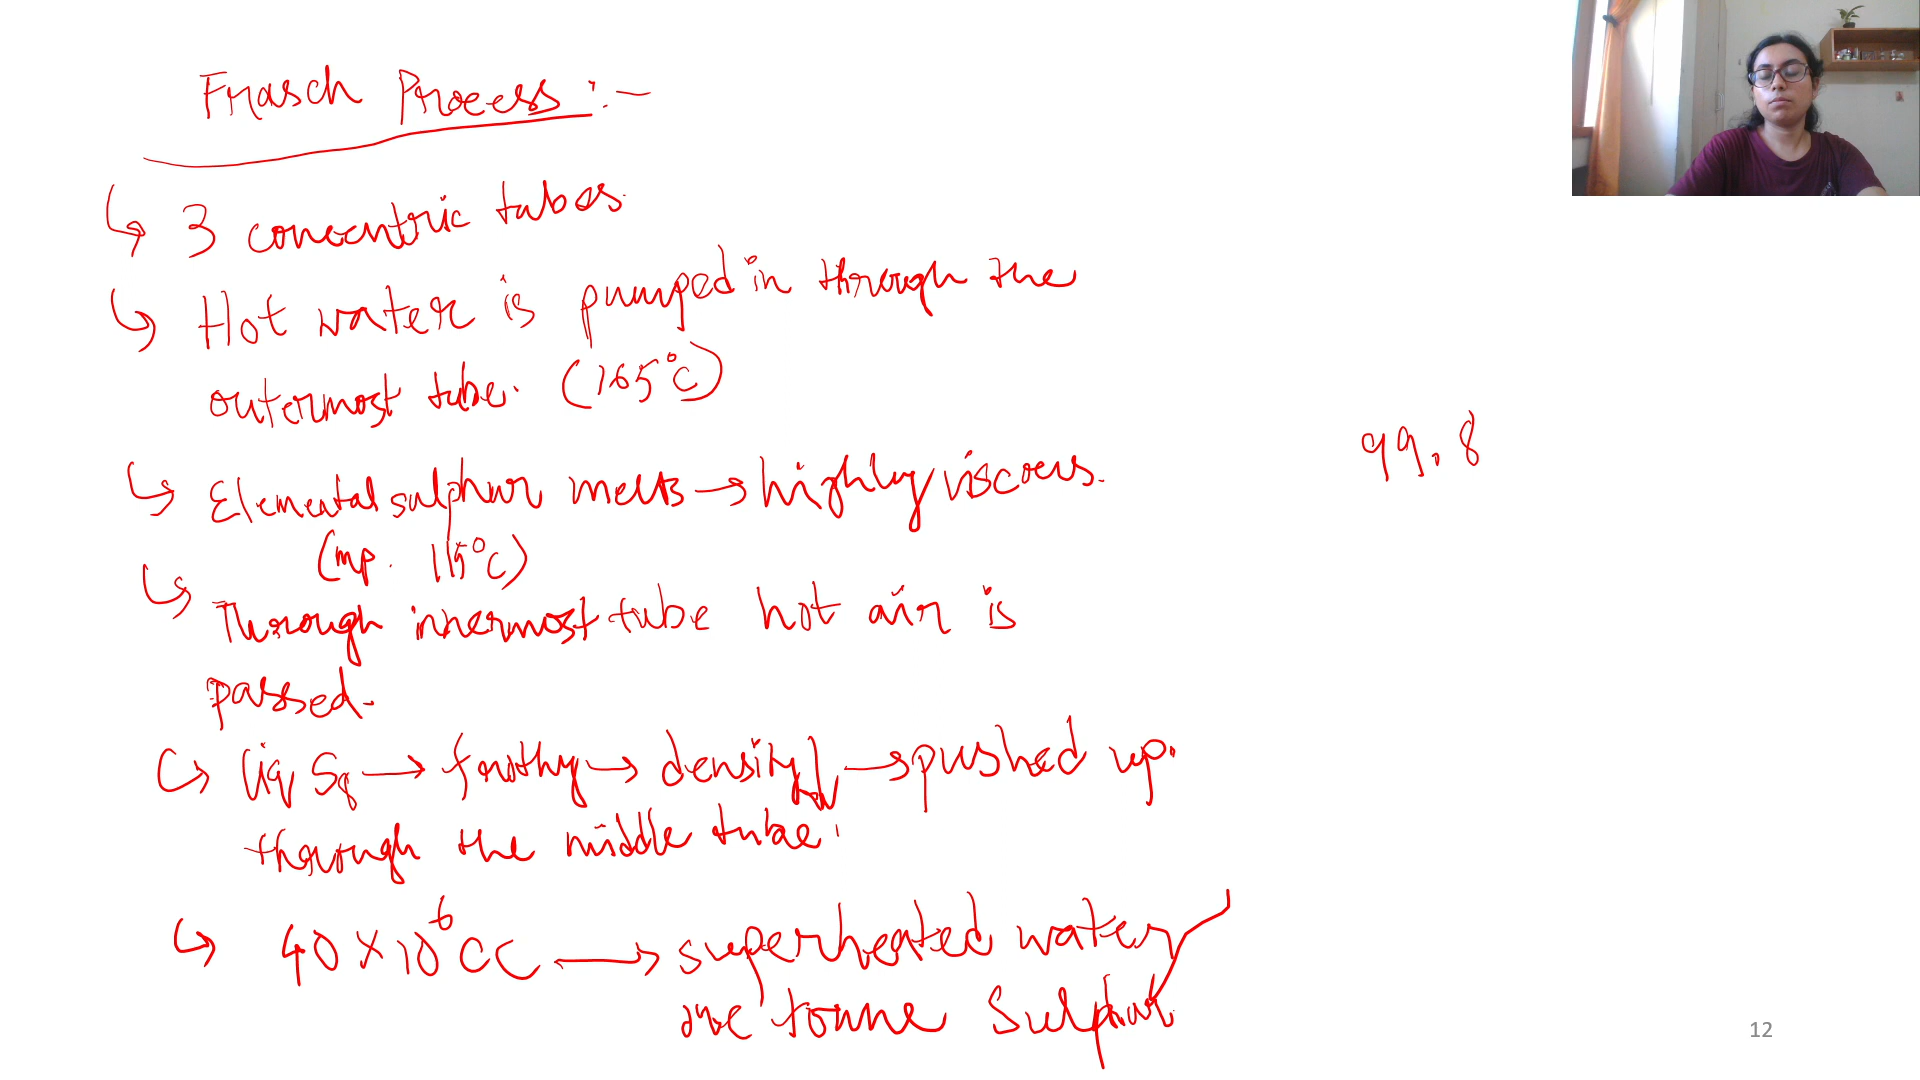 Frasch Process :-
↳ 3 concentric tubes.
↳ Hot water is pumped in through the
outermost tube. (165°C)
99.8
↳ Elemental sulphur melts → highly viscous.
(mp. 115°C)
↳ Through innermost tube hot air is
passed.
↳ liq S8 → frothy → density↓ → pushed up.
through the middle tube.
↳ 40 × 10⁶ CC → superheated water
one tonne Sulphur
12